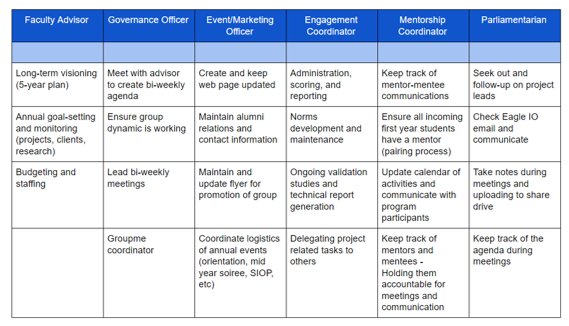 Faculty Advisor
Governance Officer
Event/Marketing
Officer
Engagement
Coordinator
Mentorship
Coordinator
Parliamentarian
Long-term visioning
(5-year plan)
Meet with advisor
to create bi-weekly
agenda
Create and keep
web page updated
Administration,
scoring, and
reporting
Keep track of
mentor-mentee
communications
Seek out and
follow-up on project
leads
Annual goal-setting
and monitoring
(projects, clients,
research)
Ensure group
dynamic is working
Maintain alumni
relations and
contact information
Norms
development and
maintenance
Ensure all incoming
first year students
have a mentor
(pairing process)
Check Eagle IO
email and
communicate
Budgeting and
staffing
Lead bi-weekly
meetings
Maintain and
update flyer for
promotion of group
Ongoing validation
studies and
technical report
generation
Update calendar of
activities and
communicate with
program
participants
Take notes during
meetings and
uploading to share
drive
Groupme
coordinator
Coordinate logistics
of annual events
(orientation, mid
year soiree, SIOP,
etc)
Delegating project
related tasks to
others
Keep track of
mentors and
mentees -
Holding them
accountable for
meetings and
communication
Keep track of the
agenda during
meetings